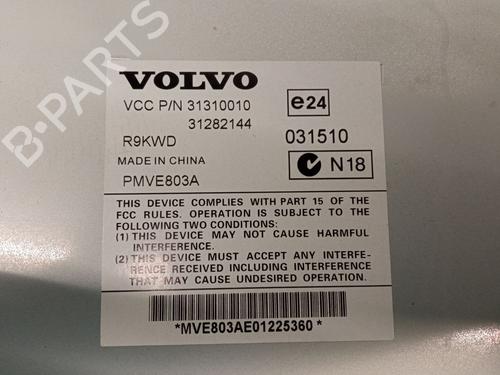 VOLVO
VCC P/N 31310010
31282144
e24
R9KWD
031510
MADE IN CHINA
N18
PMVE803A
THIS DEVICE COMPLIES WITH PART 15 OF THE
FCC RULES. OPERATION IS SUBJECT TO THE
FOLLOWING TWO CONDITIONS:
(1) THIS DEVICE MAY NOT CAUSE HARMFUL
INTERFERENCE.
(2) THIS DEVICE MUST ACCEPT ANY INTERFE-
RENCE RECEIVED INCLUDING INTERFERENCE
THAT MAY CAUSE UNDESIRED OPERATION.
*MVE803AE01225360*
B-PARTS